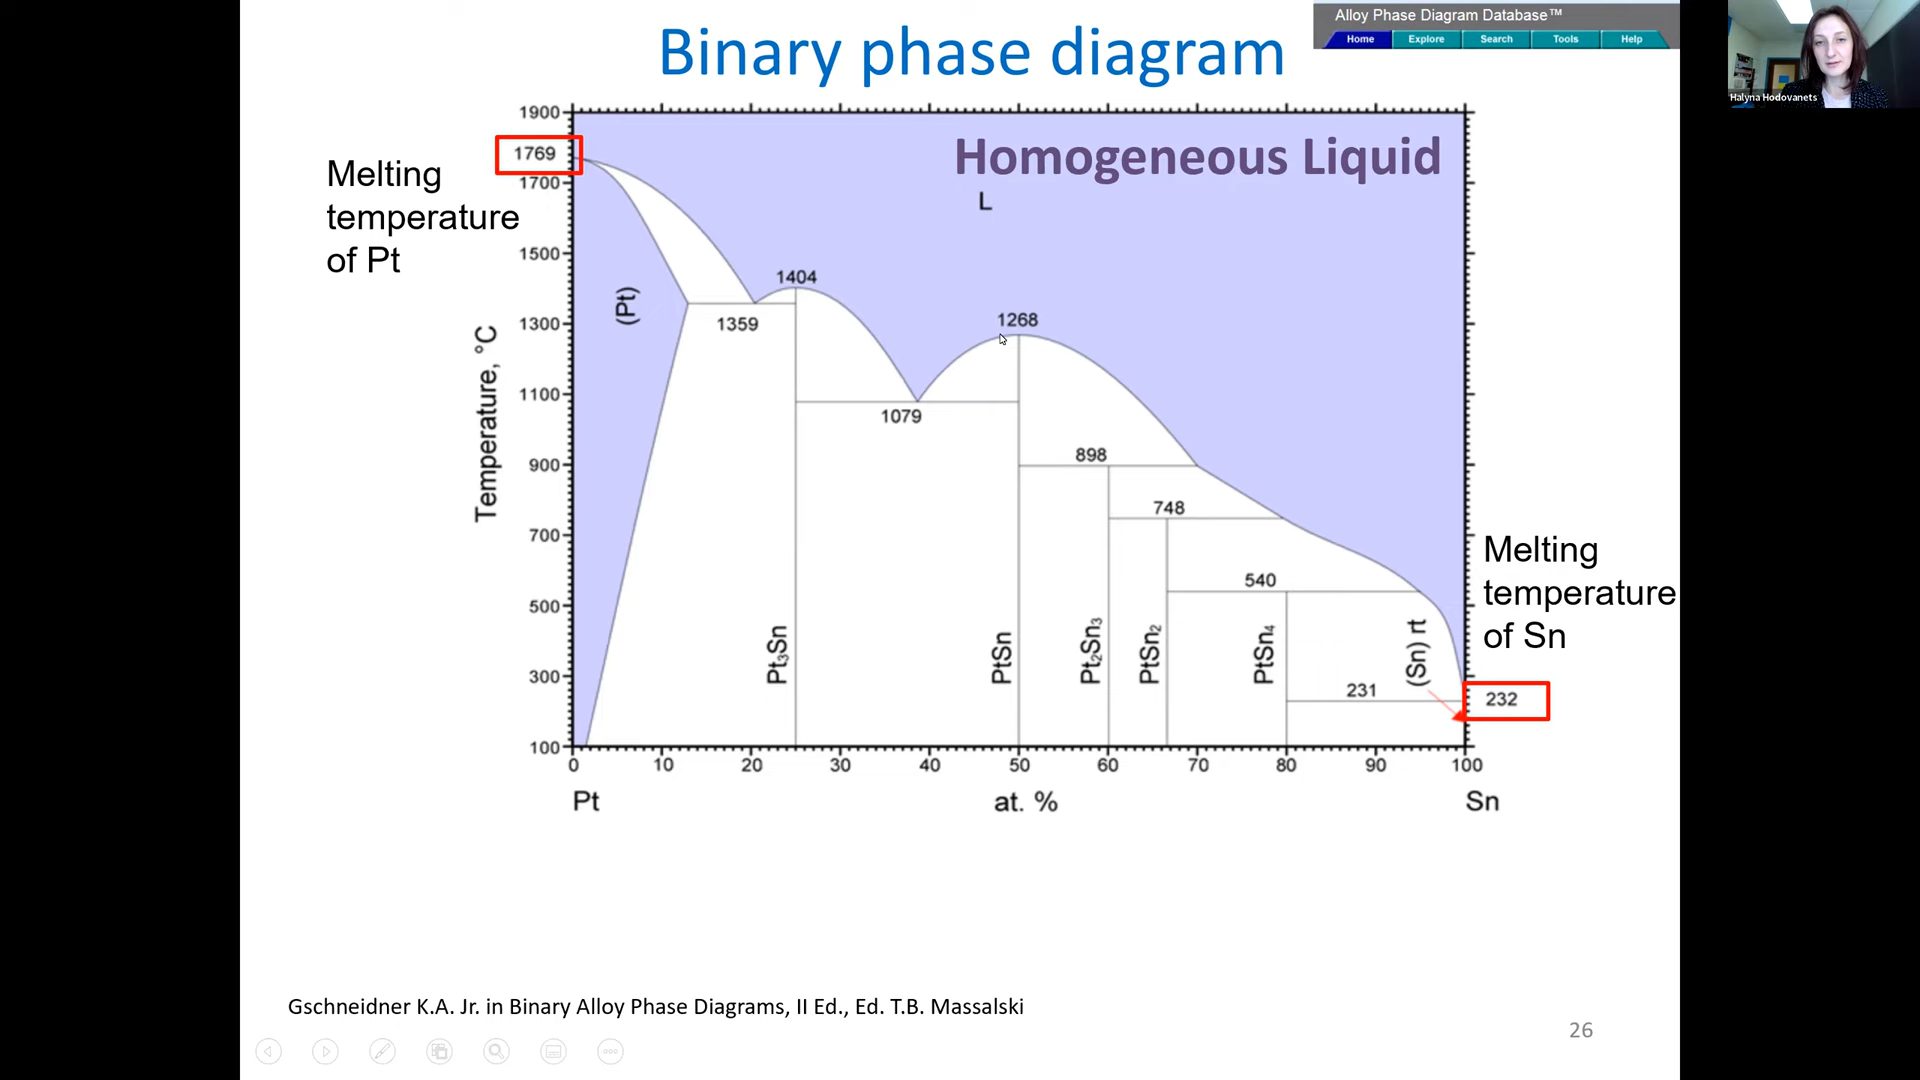 Binary phase diagram
Alloy Phase Diagram Database™
Home Explore Search Tools Help
Halyna Hodovanets
Homogeneous Liquid
L
Melting
temperature
of Pt
1769
1900
1700
1500
1300
1100
900
700
500
300
100
Temperature, °C
(Pt)
1404
1359
1268
1079
898
748
540
231
Pt₃Sn
PtSn
Pt₂Sn₃
PtSn₂
PtSn₄
(Sn) rt
Melting
temperature
of Sn
232
0 10 20 30 40 50 60 70 80 90 100
Pt at. % Sn
Gschneidner K.A. Jr. in Binary Alloy Phase Diagrams, II Ed., Ed. T.B. Massalski
26